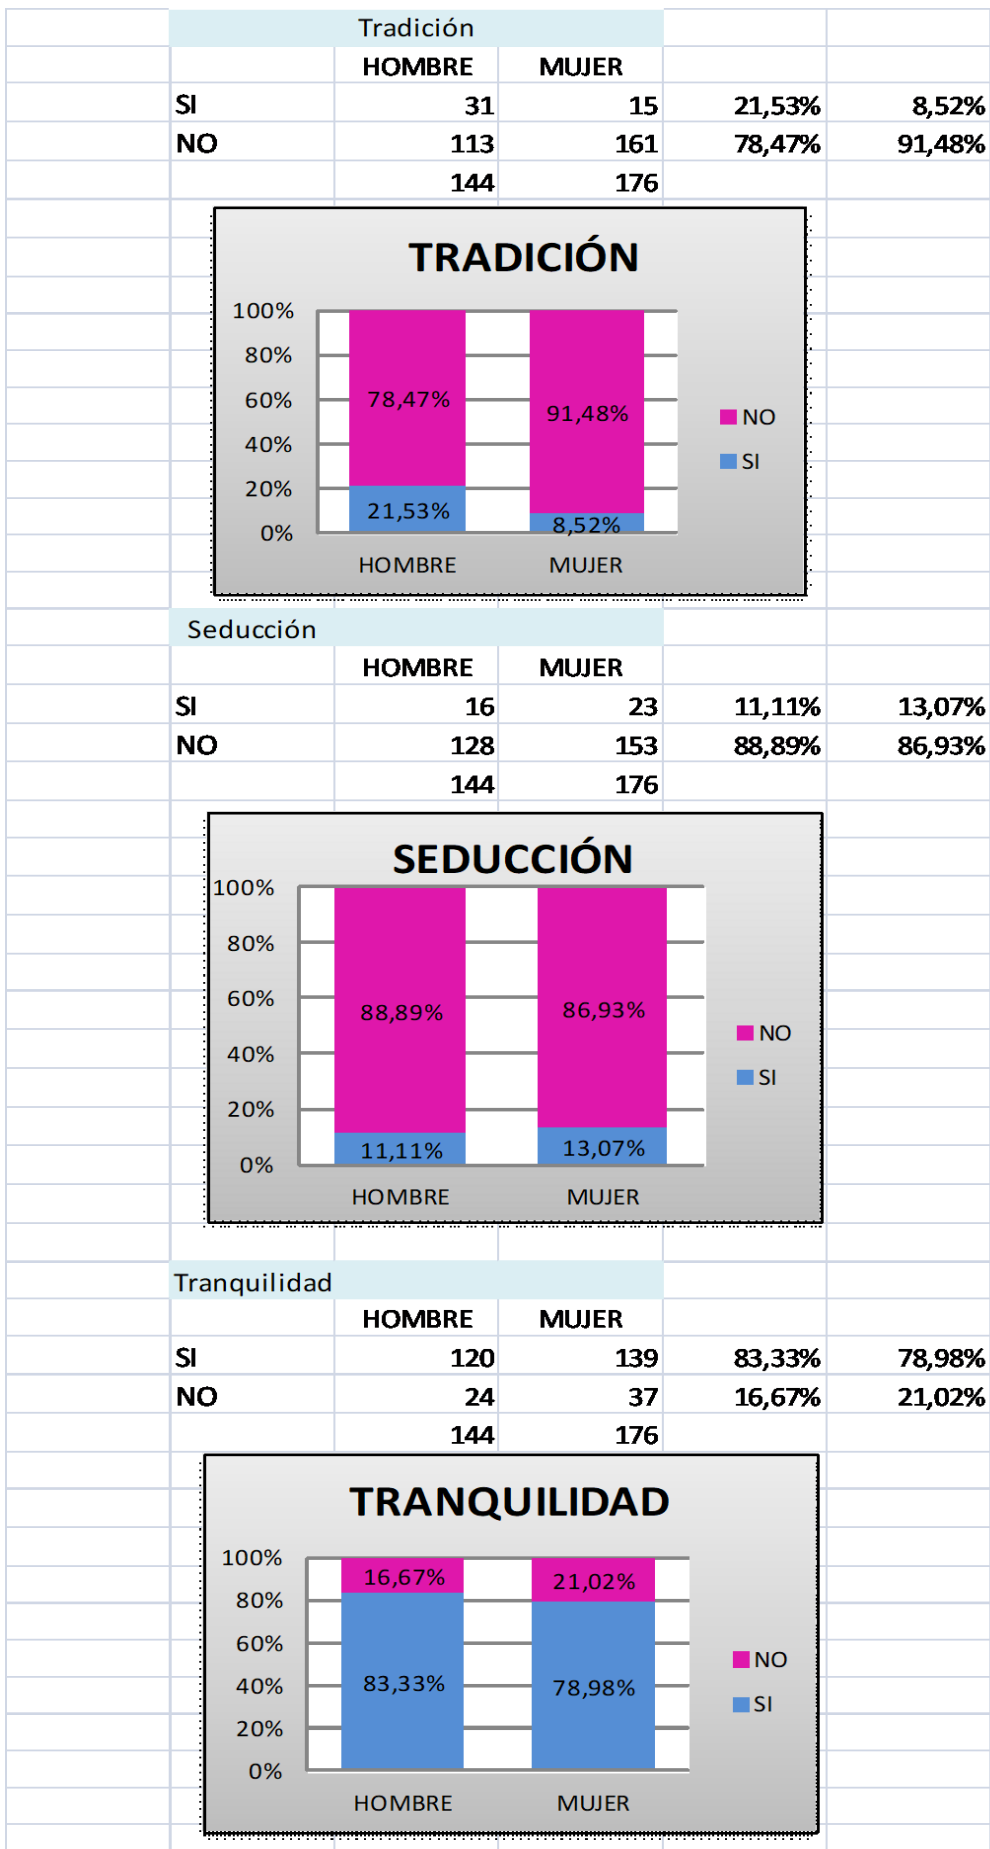 Tradición
HOMBRE MUJER
SI 31 15 21,53% 8,52%
NO 113 161 78,47% 91,48%
144 176
TRADICIÓN
100%
80%
60%
40%
20%
0%
78,47%
91,48%
21,53%
8,52%
HOMBRE MUJER
NO
SI
Seducción
HOMBRE MUJER
SI 16 23 11,11% 13,07%
NO 128 153 88,89% 86,93%
144 176
SEDUCCIÓN
100%
80%
60%
40%
20%
0%
88,89%
86,93%
11,11%
13,07%
HOMBRE MUJER
NO
SI
Tranquilidad
HOMBRE MUJER
SI 120 139 83,33% 78,98%
NO 24 37 16,67% 21,02%
144 176
TRANQUILIDAD
100%
80%
60%
40%
20%
0%
16,67%
21,02%
83,33%
78,98%
HOMBRE MUJER
NO
SI